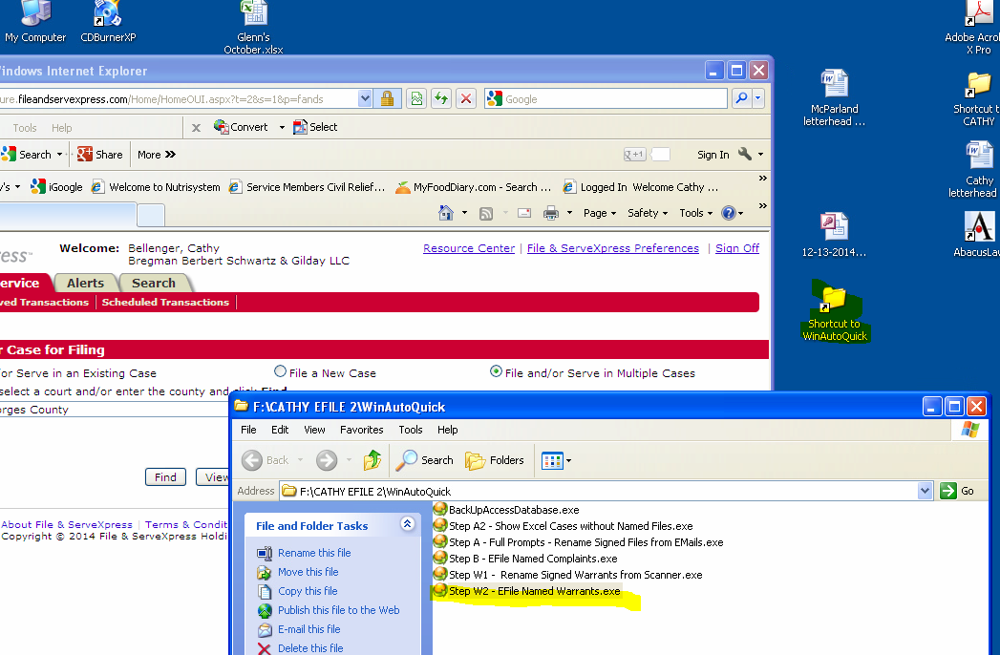 My Computer
CDBurnerXP
Glenn's
October.xlsx
Adobe Acro
X Pro
indows Internet Explorer
ure.fileandservexpress.com/Home/HomeOUI.aspx?t=2&s=1&p=fands
Google
McParland
letterhead ...
Shortcut t
CATHY
Tools Help
x Convert Select
Search Share More »
+1 Sign In
Cathy
letterhead
v's iGoogle Welcome to Nutrisystem Service Members Civil Relief... MyFoodDiary.com - Search ... Logged In Welcome Cathy ... »
Page Safety Tools »
12-13-2014...
AbacusLaw
ress™
Welcome: Bellenger, Cathy
Bregman Berbert Schwartz & Gilday LLC
Resource Center | File & ServeXpress Preferences | Sign Off
ervice Alerts Search
ved Transactions Scheduled Transactions
Shortcut to
WinAutoQuick
r Case for Filing
/or Serve in an Existing Case File a New Case File and/or Serve in Multiple Cases
select a court and/or enter the county and click Find
orges County
Find View
About File & ServeXpress | Terms & Condit
Copyright © 2014 File & ServeXpress Holdi
F:\CATHY EFILE 2\WinAutoQuick
File Edit View Favorites Tools Help
Back Search Folders
Address F:\CATHY EFILE 2\WinAutoQuick Go
File and Folder Tasks
Rename this file
Move this file
Copy this file
Publish this file to the Web
E-mail this file
Delete this file
BackUpAccessDatabase.exe
Step A2 - Show Excel Cases without Named Files.exe
Step A - Full Prompts - Rename Signed Files from EMails.exe
Step B - EFile Named Complaints.exe
Step W1 - Rename Signed Warrants from Scanner.exe
Step W2 - EFile Named Warrants.exe